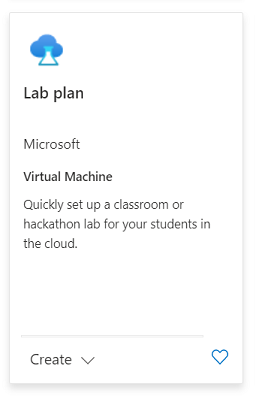 Lab plan
Microsoft
Virtual Machine
Quickly set up a classroom or
hackathon lab for your students in
the cloud.
Create